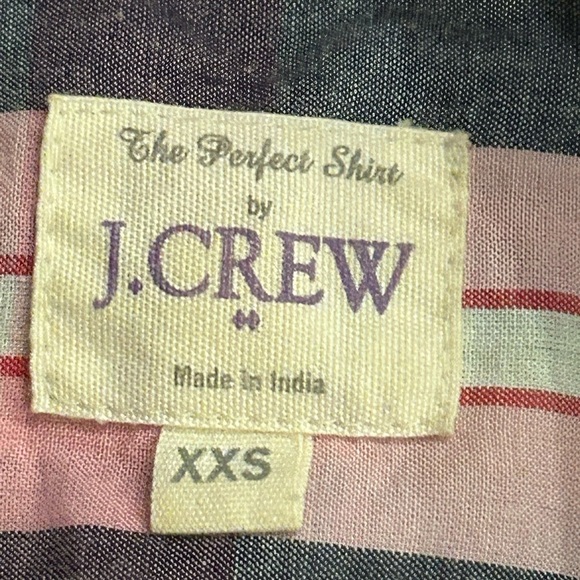 The Perfect Shirt
by
J.CREW
Made in India
XXS